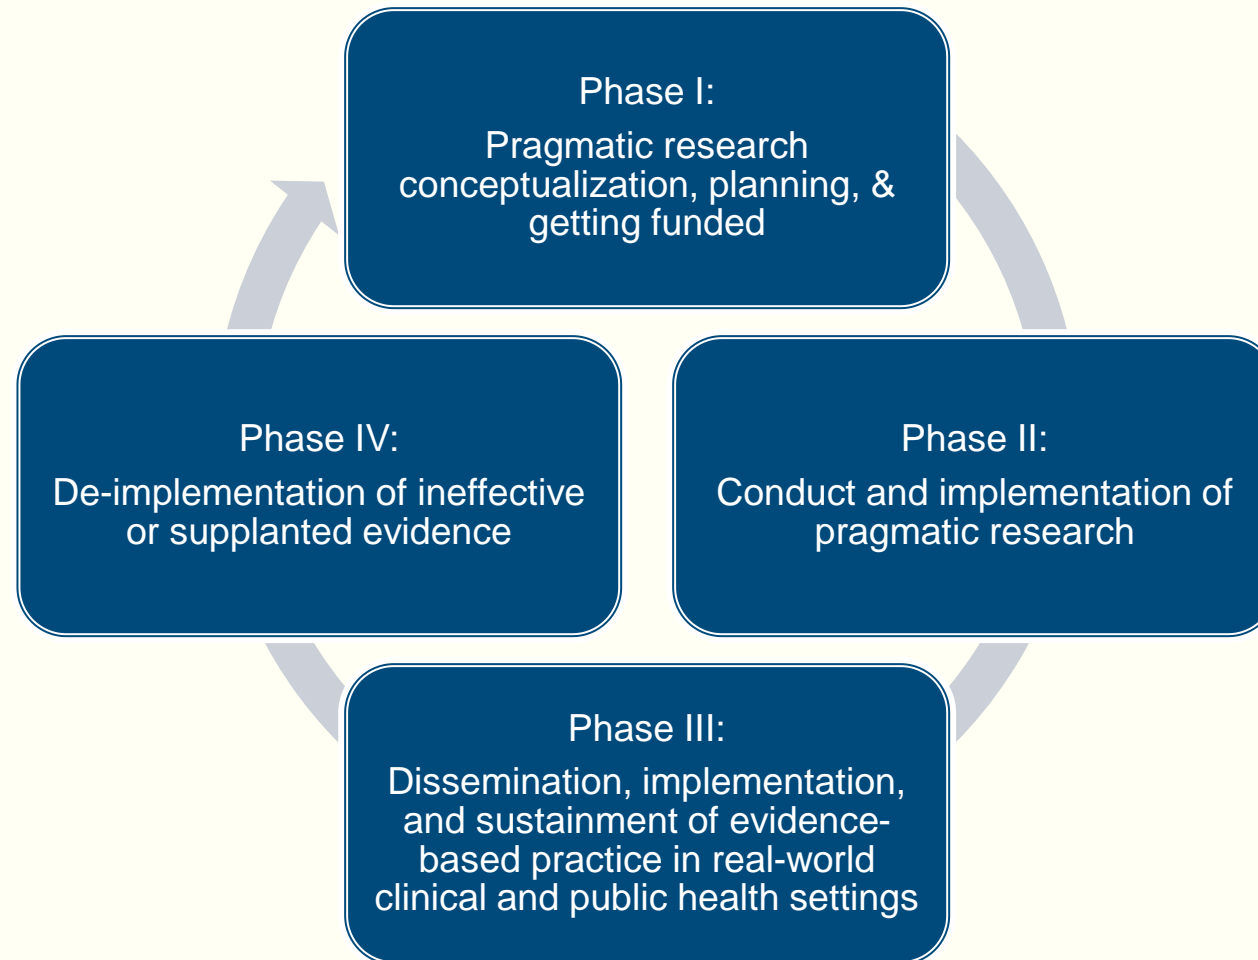 Phase I:
Pragmatic research
conceptualization, planning, &
getting funded
Phase II:
Conduct and implementation of
pragmatic research
Phase III:
Dissemination, implementation,
and sustainment of evidence-
based practice in real-world
clinical and public health settings
Phase IV:
De-implementation of ineffective
or supplanted evidence